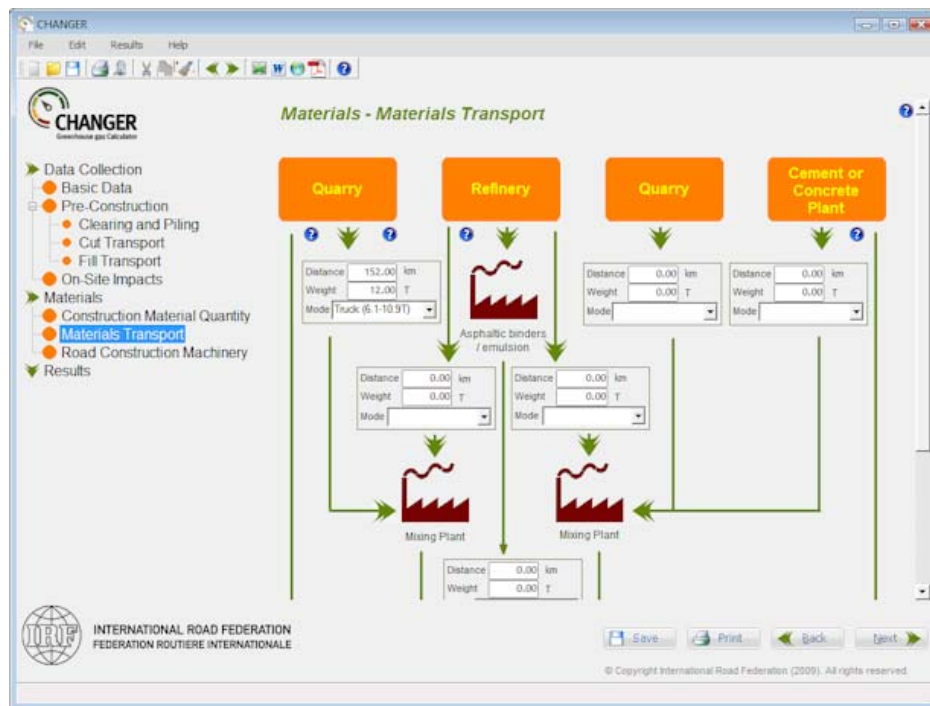 CHANGER
File Edit Results Help
CHANGER
Greenhouse gas Calculator
Materials - Materials Transport
Data Collection
Basic Data
Pre-Construction
Clearing and Piling
Cut Transport
Fill Transport
On-Site Impacts
Materials
Construction Material Quantity
Materials Transport
Road Construction Machinery
Results
Quarry
Refinery
Quarry
Cement or
Concrete
Plant
Distance 152.00 km
Weight 12.00 T
Mode Truck (6.1-10.9T)
Asphaltic binders
/ emulsion
Distance 0.00 km
Weight 0.00 T
Mode
Distance 0.00 km
Weight 0.00 T
Mode
Distance 0.00 km
Weight 0.00 T
Mode
Distance 0.00 km
Weight 0.00 T
Mode
Mixing Plant
Mixing Plant
Distance 0.00 km
Weight 0.00 T
IRF
INTERNATIONAL ROAD FEDERATION
FEDERATION ROUTIERE INTERNATIONALE
Save Print Back Next
© Copyright International Road Federation (2009). All rights reserved.